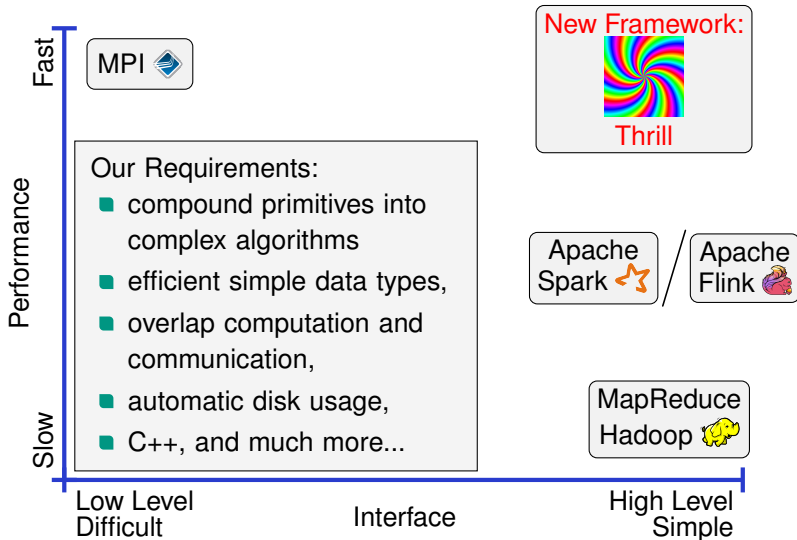 Fast
Performance
Slow
MPI
New Framework:
Thrill
Our Requirements:
compound primitives into
complex algorithms
efficient simple data types,
overlap computation and
communication,
automatic disk usage,
C++, and much more...
Apache
Spark
/
Apache
Flink
MapReduce
Hadoop
Low Level
Difficult
Interface
High Level
Simple